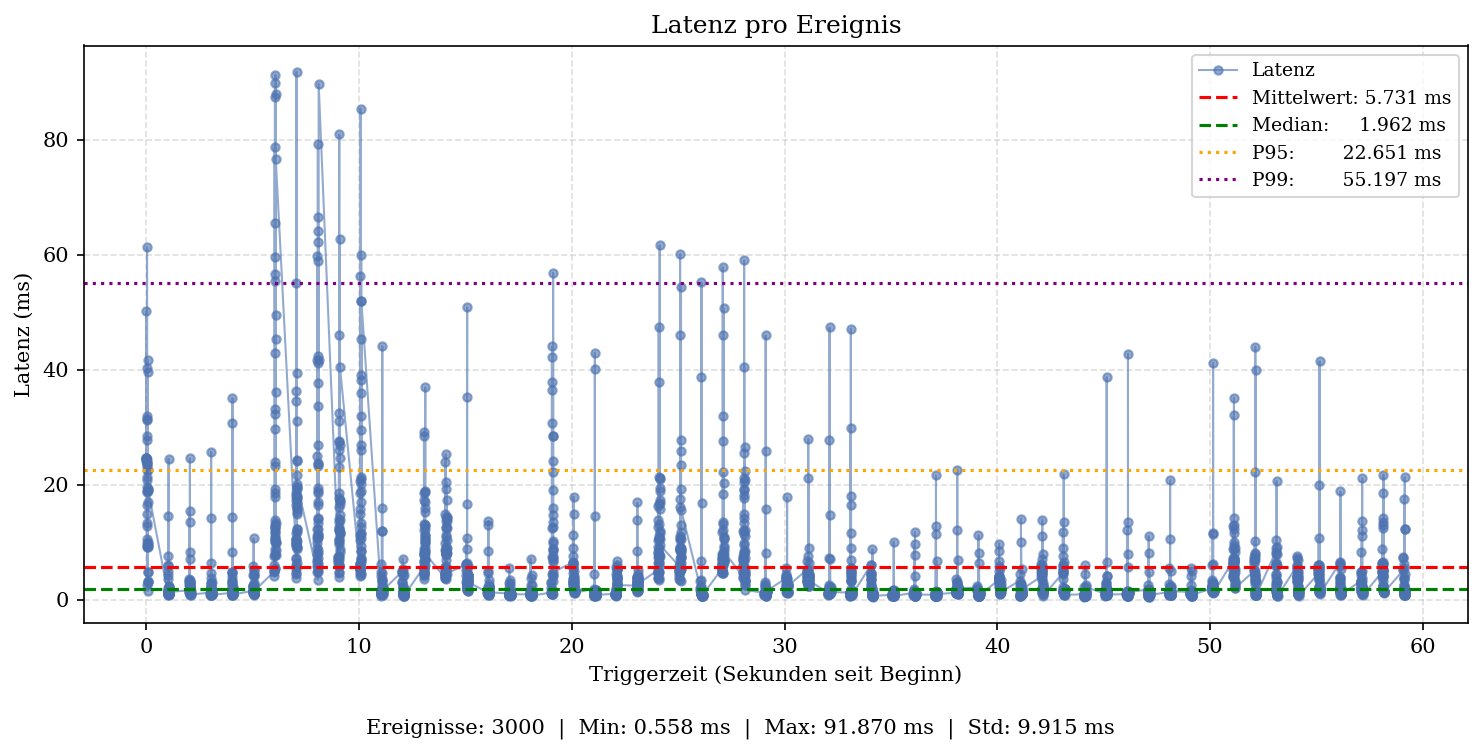 Latenz pro Ereignis
Latenz
Mittelwert: 5.731 ms
Median: 1.962 ms
P95: 22.651 ms
P99: 55.197 ms
Latenz (ms)
80
60
40
20
0
0 10 20 30 40 50 60
Triggerzeit (Sekunden seit Beginn)
Ereignisse: 3000 | Min: 0.558 ms | Max: 91.870 ms | Std: 9.915 ms